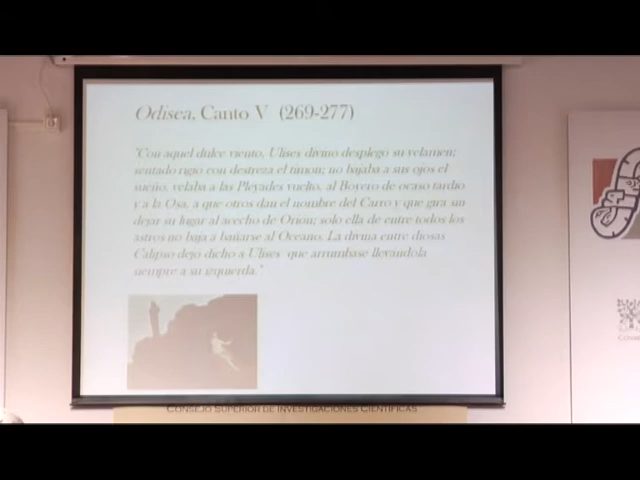 Odisea, Canto V (269-277)
"Con aquel dulce viento, Ulises divino desplegó su velamen;
sentado rigió con destreza el timón; no bajaba a sus ojos el
sueño, velaba a las Pleyades vuelto, al Boyero de ocaso tardío
y a la Osa, a que otros dan el nombre del Carro y que gira sin
dejar su lugar al acecho de Orión; solo ella de entre todos los
astros no baja a bañarse al Oceano. La divina entre diosas
Calipso dejó dicho a Ulises que arrumbase llevándola
siempre a su izquierda."
CONSEJO SUPERIOR DE INVESTIGACIONES CIENTIFICAS